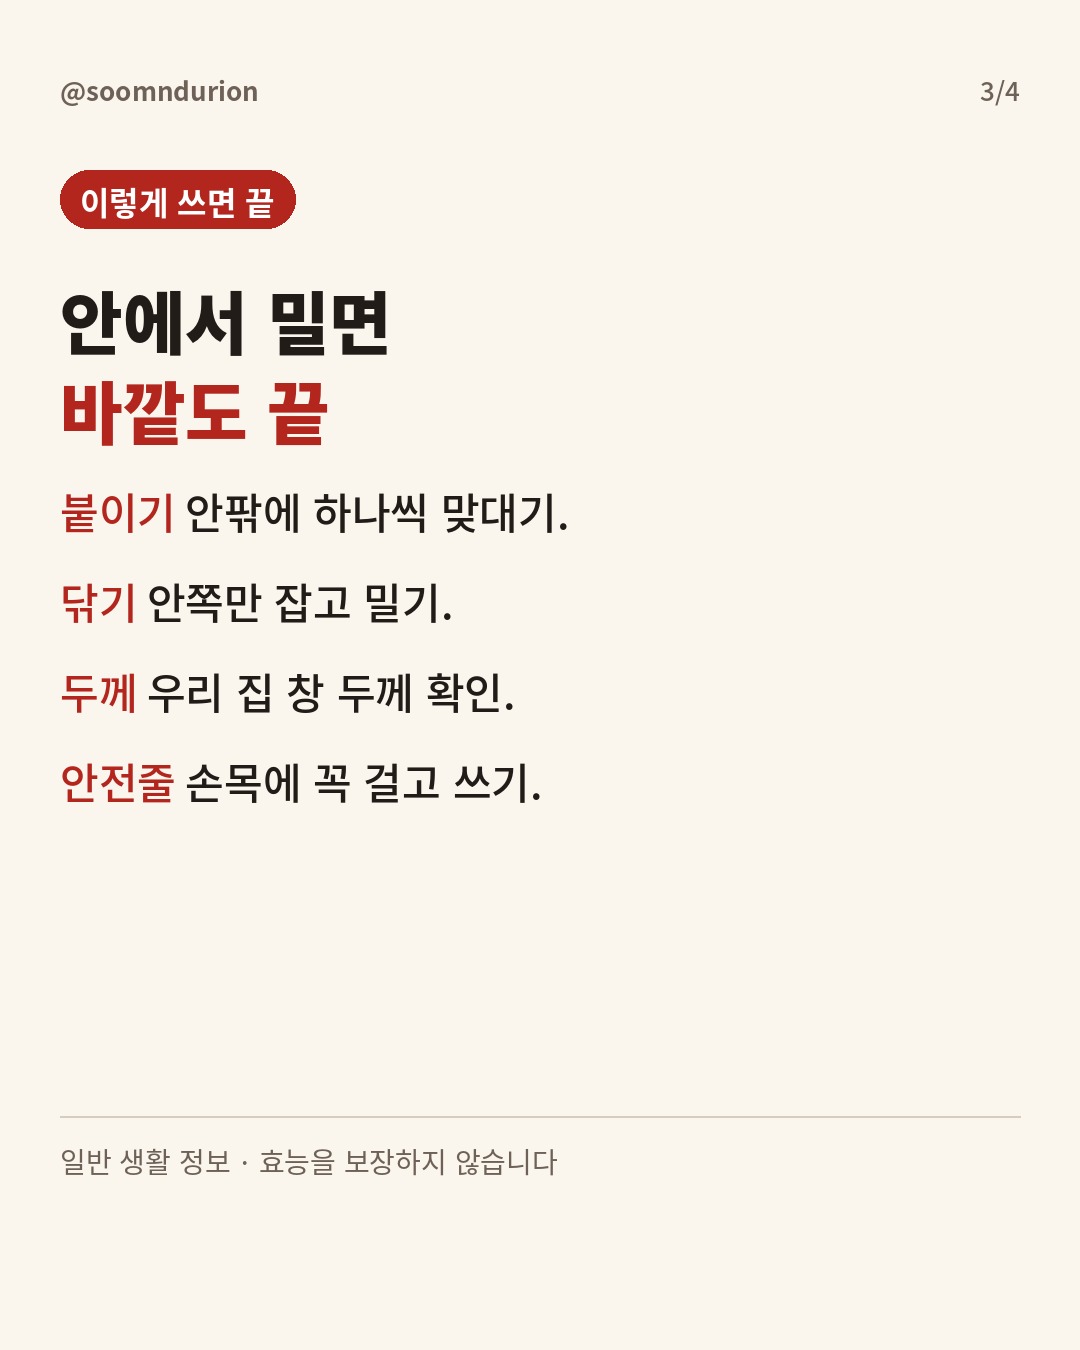 @soomndurion
3/4
이렇게 쓰면 끝
안에서 밀면
바깥도 끝
붙이기 안팎에 하나씩 맞대기.
닦기 안쪽만 잡고 밀기.
두께 우리 집 창 두께 확인.
안전줄 손목에 꼭 걸고 쓰기.
일반 생활 정보 · 효능을 보장하지 않습니다